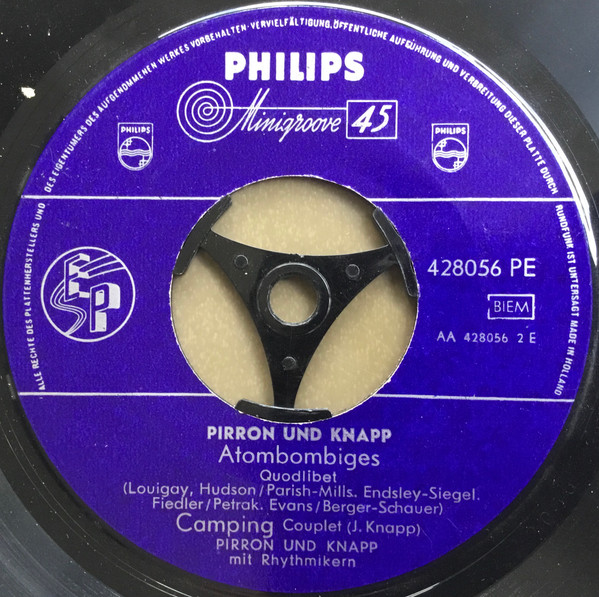 ALLE RECHTE DES PLATTENHERSTELLERS UND DES EIGENTÜMERS DES AUFGENOMMENEN WERKES VORBEHALTEN·VERVIELFÄLTIGUNG, ÖFFENTLICHE AUFFÜHRUNG UND VERBREITUNG DIESER PLATTE DURCH RUNDFUNK IST UNTERSAGT MADE IN HOLLAND
PHILIPS
Minigroove 45
PHILIPS
PHILIPS
EP
428056 PE
BIEM
AA 428056 2 E
PIRRON UND KNAPP
Atombombiges
Quodlibet
(Louigay, Hudson/Parish-Mills. Endsley-Siegel.
Fiedler/Petrak. Evans/Berger-Schauer)
Camping Couplet (J. Knapp)
PIRRON UND KNAPP
mit Rhythmikern